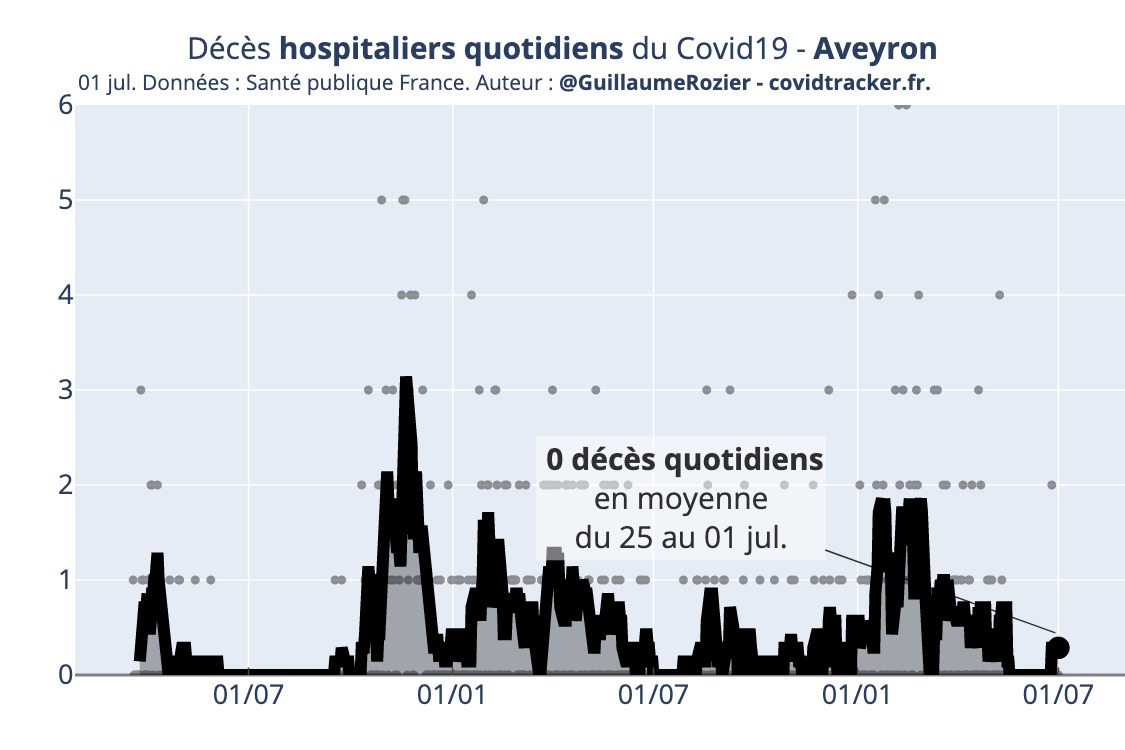 Décès hospitaliers quotidiens du Covid19 - Aveyron
01 jul. Données : Santé publique France. Auteur : @GuillaumeRozier - covidtracker.fr.
6
5
4
3
2
1
0
0 décès quotidiens
en moyenne
du 25 au 01 jul.
01/07
01/01
01/07
01/01
01/07